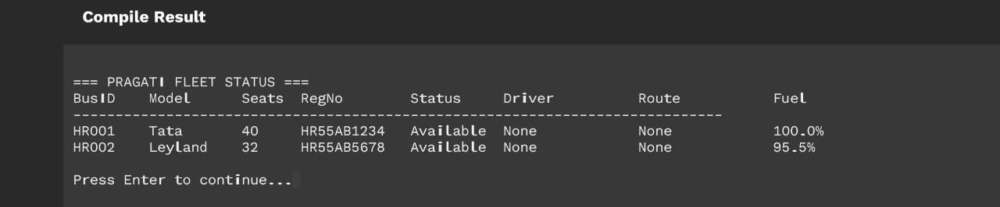 Compile Result
=== PRAGATI FLEET STATUS ===
BusID Model Seats RegNo Status Driver Route Fuel
-----------------------------------------------------------------------------
HR001 Tata 40 HR55AB1234 Available None None 100.0%
HR002 Leyland 32 HR55AB5678 Available None None 95.5%
Press Enter to continue...